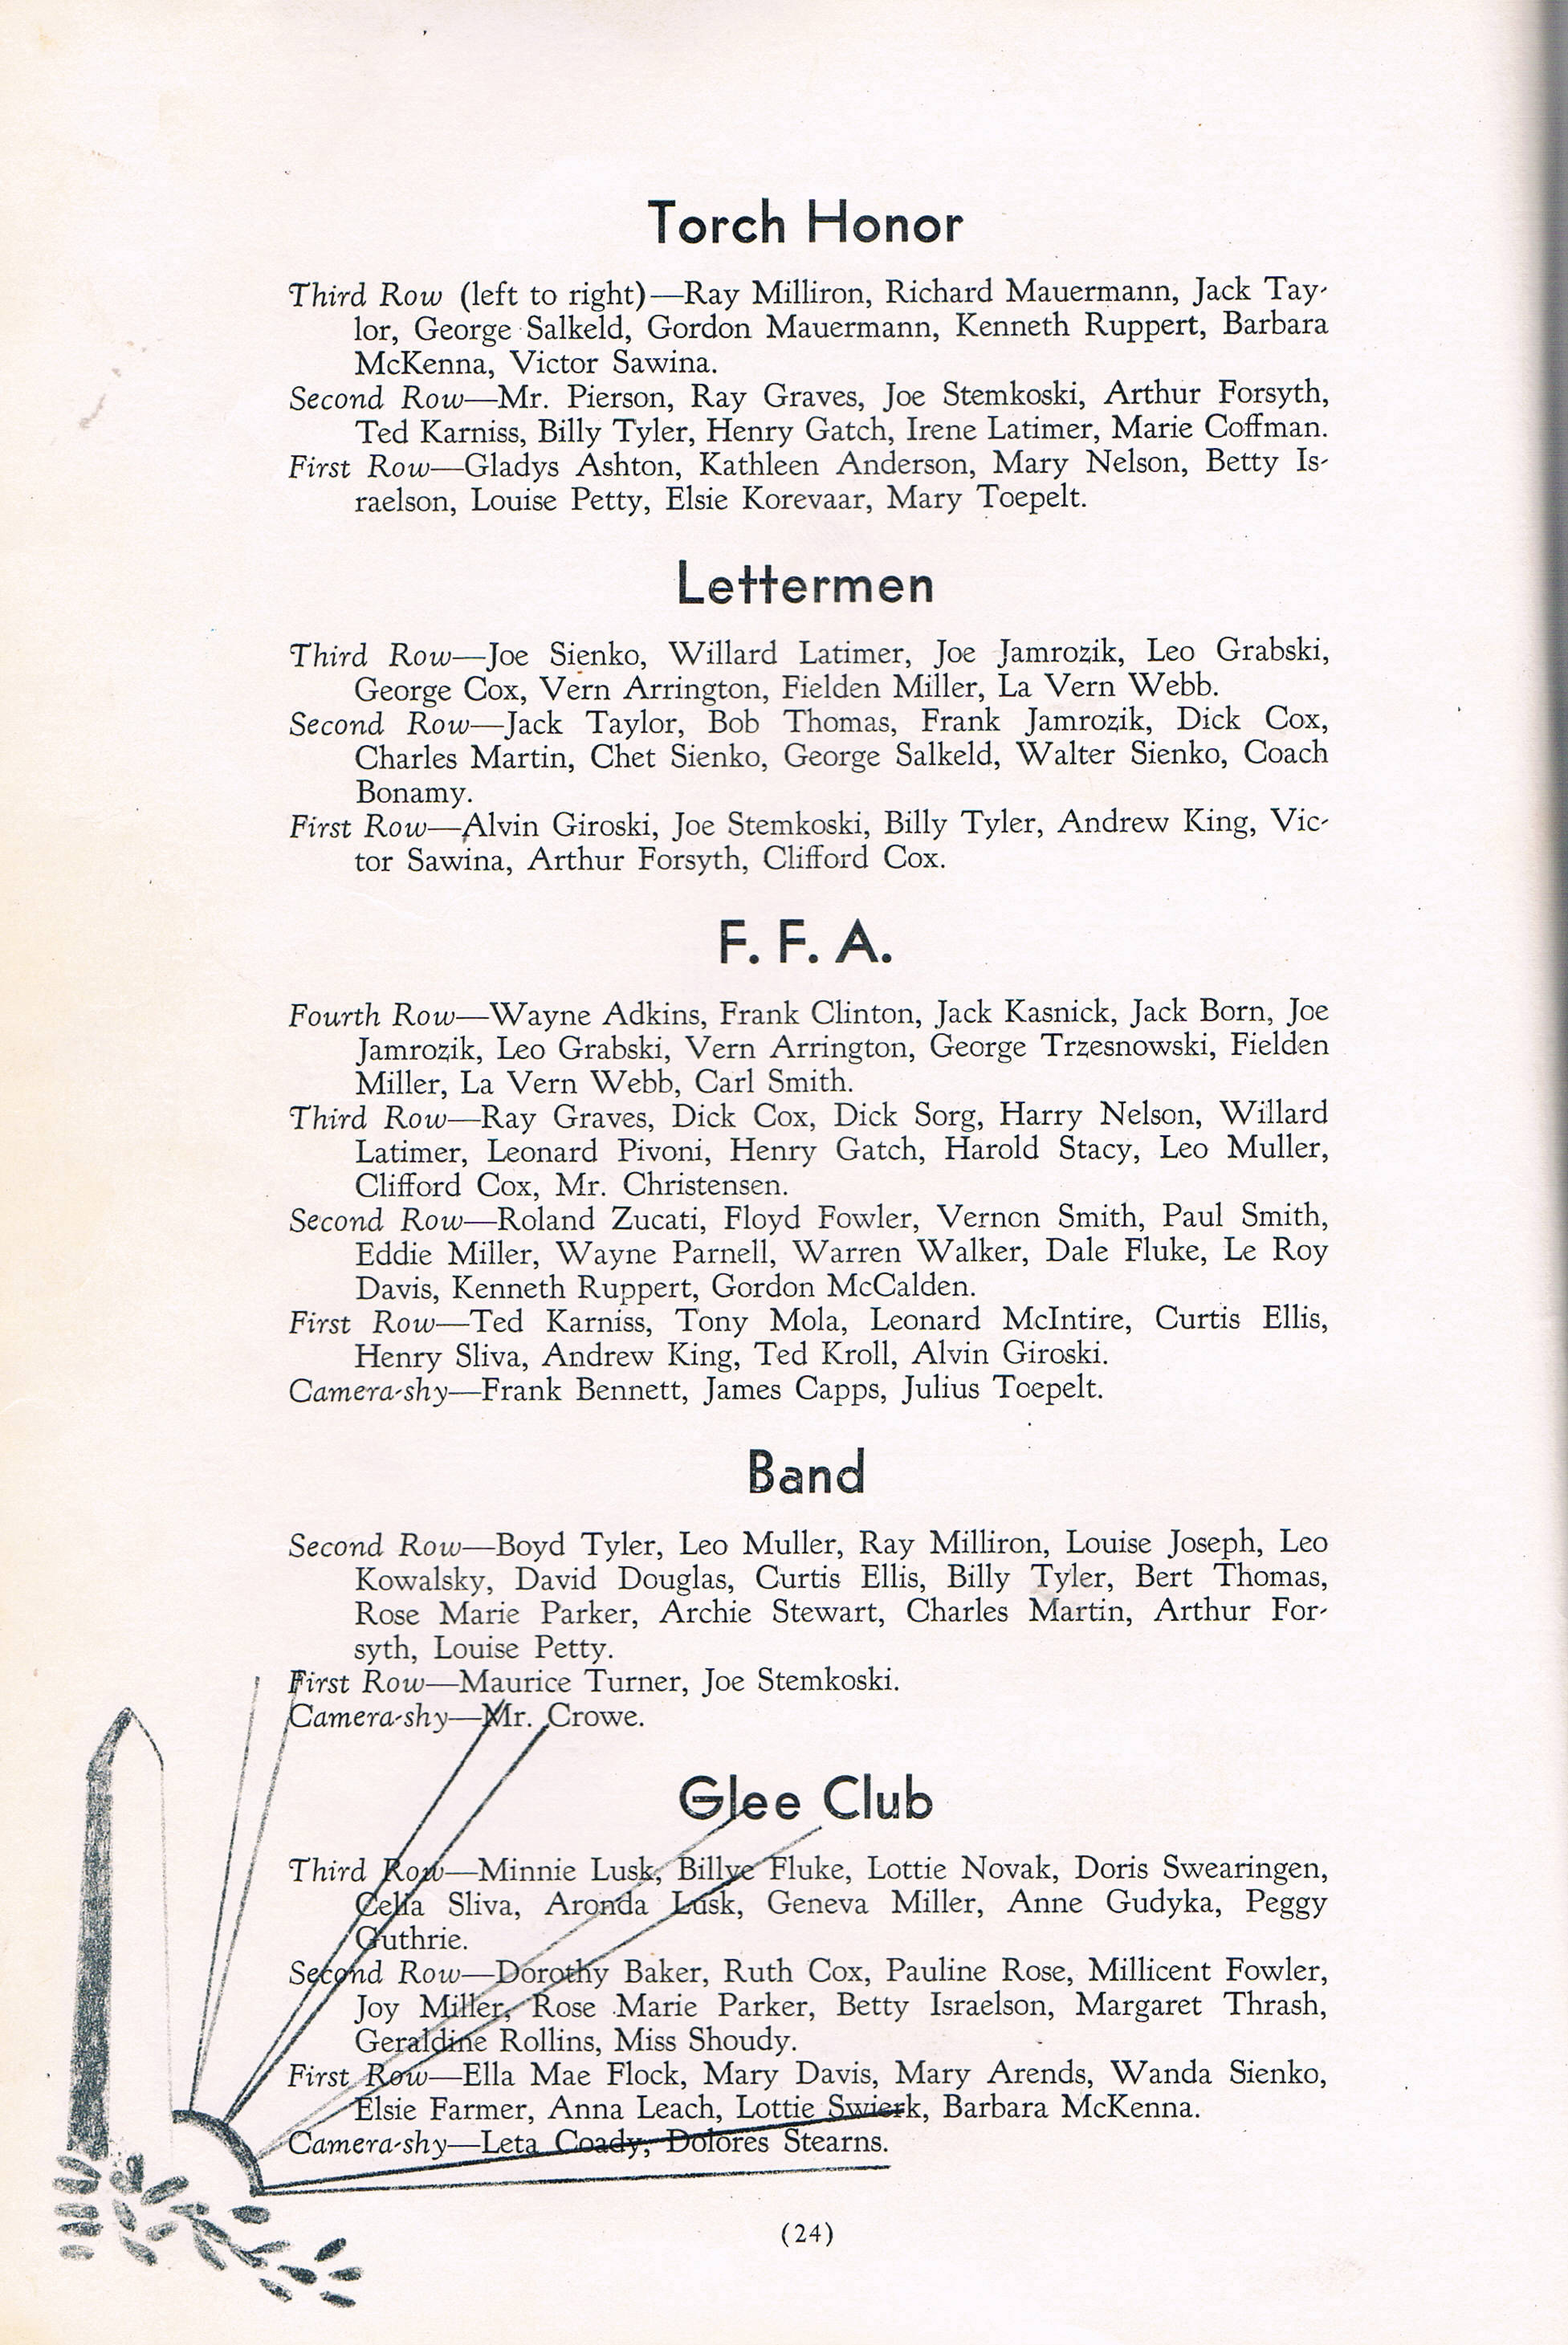 Torch Honor
Third Row (left to right)—Ray Milliron, Richard Mauermann, Jack Tay-
lor, George Salkeld, Gordon Mauermann, Kenneth Ruppert, Barbara
McKenna, Victor Sawina.
Second Row—Mr. Pierson, Ray Graves, Joe Stemkoski, Arthur Forsyth,
Ted Karniss, Billy Tyler, Henry Gatch, Irene Latimer, Marie Coffman.
First Row—Gladys Ashton, Kathleen Anderson, Mary Nelson, Betty Is-
raelson, Louise Petty, Elsie Korevaar, Mary Toepelt.
Lettermen
Third Row—Joe Sienko, Willard Latimer, Joe Jamrozik, Leo Grabski,
George Cox, Vern Arrington, Fielden Miller, La Vern Webb.
Second Row—Jack Taylor, Bob Thomas, Frank Jamrozik, Dick Cox,
Charles Martin, Chet Sienko, George Salkeld, Walter Sienko, Coach
Bonamy.
First Row—Alvin Giroski, Joe Stemkoski, Billy Tyler, Andrew King, Vic-
tor Sawina, Arthur Forsyth, Clifford Cox.
F. F. A.
Fourth Row—Wayne Adkins, Frank Clinton, Jack Kasnick, Jack Born, Joe
Jamrozik, Leo Grabski, Vern Arrington, George Trzesnowski, Fielden
Miller, La Vern Webb, Carl Smith.
Third Row—Ray Graves, Dick Cox, Dick Sorg, Harry Nelson, Willard
Latimer, Leonard Pivoni, Henry Gatch, Harold Stacy, Leo Muller,
Clifford Cox, Mr. Christensen.
Second Row—Roland Zucati, Floyd Fowler, Vernon Smith, Paul Smith,
Eddie Miller, Wayne Parnell, Warren Walker, Dale Fluke, Le Roy
Davis, Kenneth Ruppert, Gordon McCalden.
First Row—Ted Karniss, Tony Mola, Leonard McIntire, Curtis Ellis,
Henry Sliva, Andrew King, Ted Kroll, Alvin Giroski.
Camera-shy—Frank Bennett, James Capps, Julius Toepelt.
Band
Second Row—Boyd Tyler, Leo Muller, Ray Milliron, Louise Joseph, Leo
Kowalsky, David Douglas, Curtis Ellis, Billy Tyler, Bert Thomas,
Rose Marie Parker, Archie Stewart, Charles Martin, Arthur For-
syth, Louise Petty.
First Row—Maurice Turner, Joe Stemkoski.
Camera-shy—Mr. Crowe.
Glee Club
Third Row—Minnie Lusk, Billye Fluke, Lottie Novak, Doris Swearingen,
Celia Sliva, Aronda Lusk, Geneva Miller, Anne Gudyka, Peggy
Guthrie.
Second Row—Dorothy Baker, Ruth Cox, Pauline Rose, Millicent Fowler,
Joy Miller, Rose Marie Parker, Betty Israelson, Margaret Thrash,
Geraldine Rollins, Miss Shoudy.
First Row—Ella Mae Flock, Mary Davis, Mary Arends, Wanda Sienko,
Elsie Farmer, Anna Leach, Lottie Swierk, Barbara McKenna.
Camera-shy—Leta Coady, Dolores Stearns.
(24)